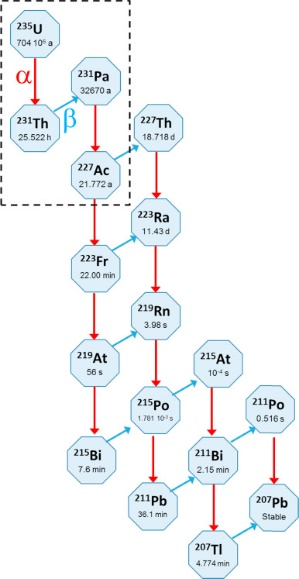 ²³⁵U
704 10⁶ a
α
²³¹Pa
32670 a
β
²³¹Th
25.522 h
²²⁷Th
18.718 d
²²⁷Ac
21.772 a
²²³Ra
11.43 d
²²³Fr
22.00 min
²¹⁹Rn
3.98 s
²¹⁹At
56 s
²¹⁵At
10⁻⁴ s
²¹⁵Po
1.781 10⁻³ s
²¹¹Po
0.516 s
²¹⁵Bi
7.6 min
²¹¹Bi
2.15 min
²¹¹Pb
36.1 min
²⁰⁷Pb
Stable
²⁰⁷Tl
4.774 min